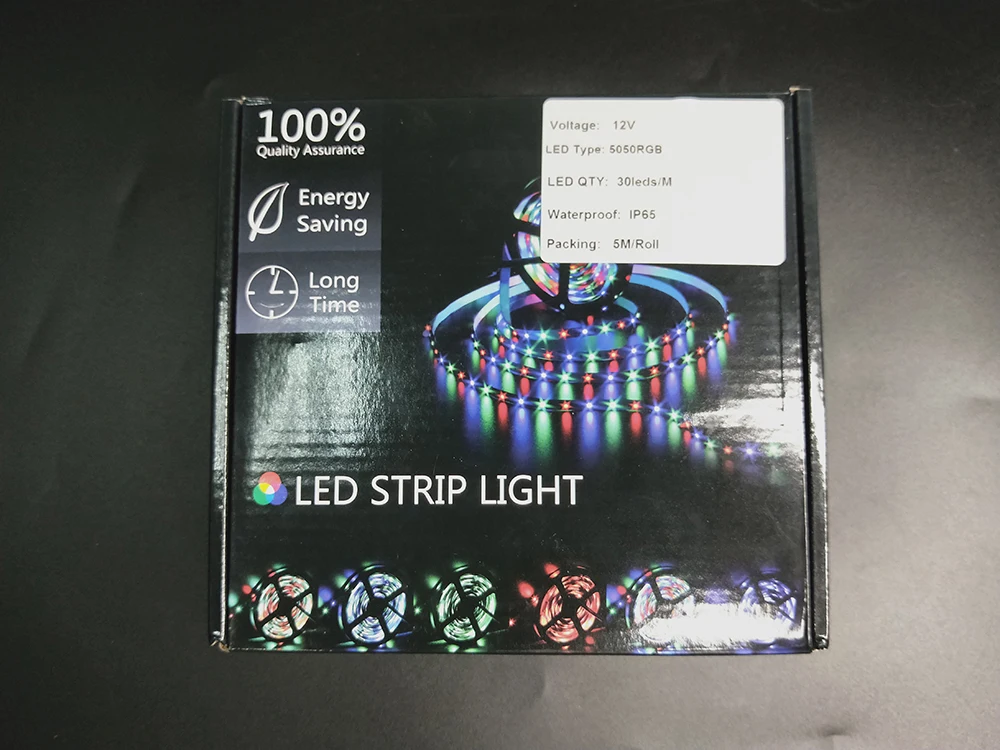 100%
Quality Assurance
Energy
Saving
Long
Time
Voltage: 12V
LED Type: 5050RGB
LED QTY: 30leds/M
Waterproof: IP65
Packing: 5M/Roll
LED STRIP LIGHT